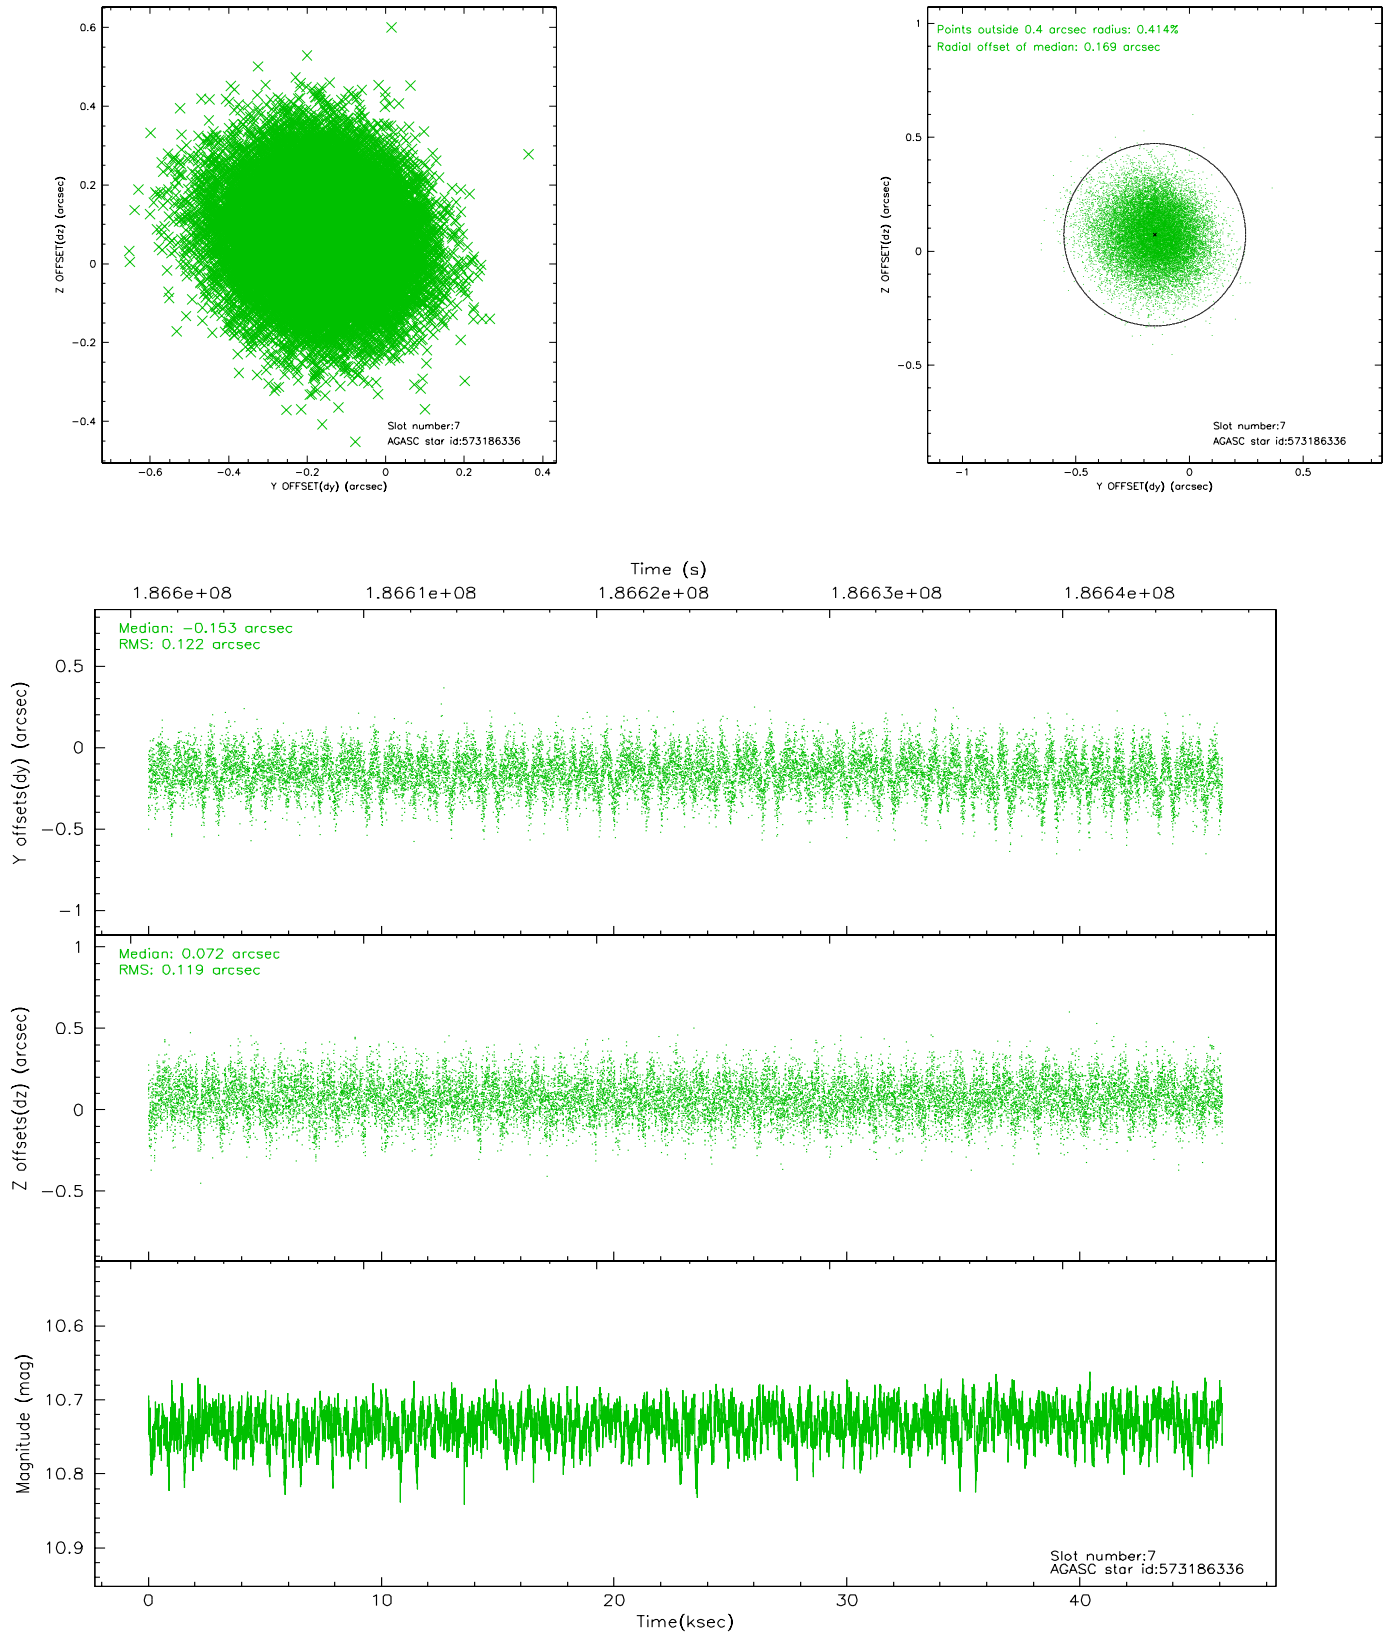 0.6
0.4
0.2
0
−0.2
−0.4
Z OFFSET(dz) (arcsec)
−0.6
−0.4
−0.2
0
0.2
0.4
Y OFFSET(dy) (arcsec)
Slot number:7
AGASC star id:573186336
Points outside 0.4 arcsec radius: 0.414%
Radial offset of median: 0.169 arcsec
1
0.5
0
−0.5
Z OFFSET(dz) (arcsec)
−1
−0.5
0
0.5
Y OFFSET(dy) (arcsec)
Slot number:7
AGASC star id:573186336
Time (s)
1.866e+08
1.8661e+08
1.8662e+08
1.8663e+08
1.8664e+08
Median: −0.153 arcsec
RMS: 0.122 arcsec
0.5
0
−0.5
−1
Y offsets(dy) (arcsec)
Median: 0.072 arcsec
RMS: 0.119 arcsec
1
0.5
0
−0.5
Z offsets(dz) (arcsec)
10.6
10.7
10.8
10.9
Magnitude (mag)
Slot number:7
AGASC star id:573186336
0
10
20
30
40
Time(ksec)